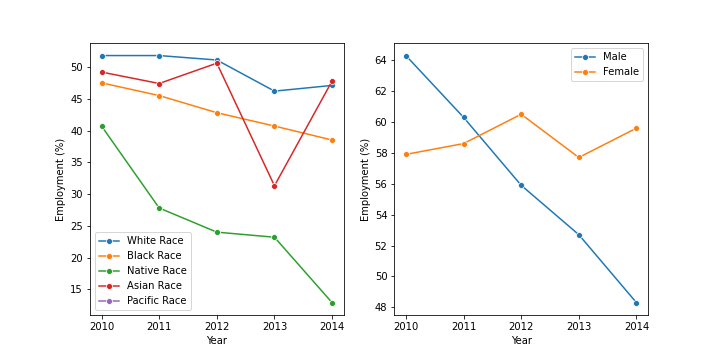 Employment (%)
50
45
40
35
30
25
20
15
White Race
Black Race
Native Race
Asian Race
Pacific Race
2010 2011 2012 2013 2014
Year
Employment (%)
64
62
60
58
56
54
52
50
48
Male
Female
2010 2011 2012 2013 2014
Year